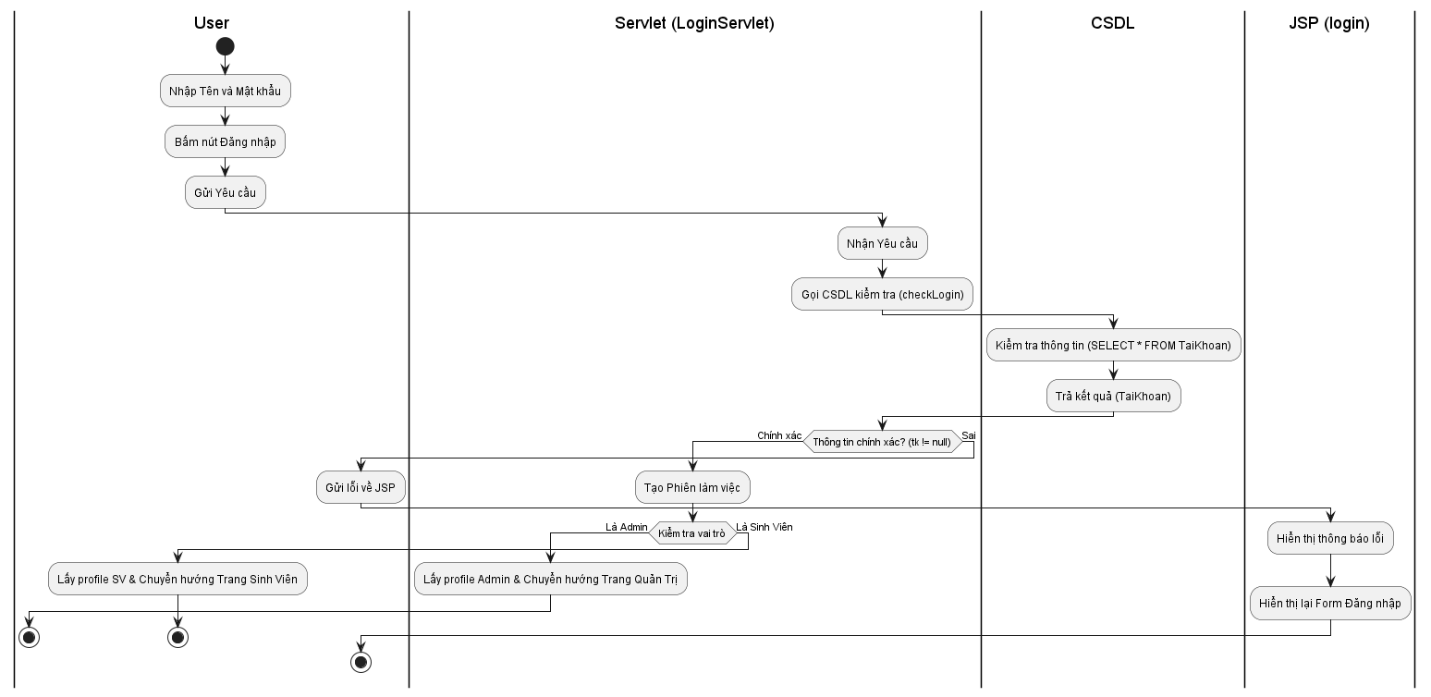 User
Servlet (LoginServlet)
CSDL
JSP (login)
Nhập Tên và Mật khẩu
Bấm nút Đăng nhập
Gửi Yêu cầu
Nhận Yêu cầu
Gọi CSDL kiểm tra (checkLogin)
Kiểm tra thông tin (SELECT * FROM TaiKhoan)
Trả kết quả (TaiKhoan)
Chính xác
Thông tin chính xác? (tk != null)
Sai
Gửi lỗi về JSP
Tạo Phiên làm việc
Là Admin
Kiểm tra vai trò
Là Sinh Viên
Hiển thị thông báo lỗi
Lấy profile SV & Chuyển hướng Trang Sinh Viên
Lấy profile Admin & Chuyển hướng Trang Quản Trị
Hiển thị lại Form Đăng nhập